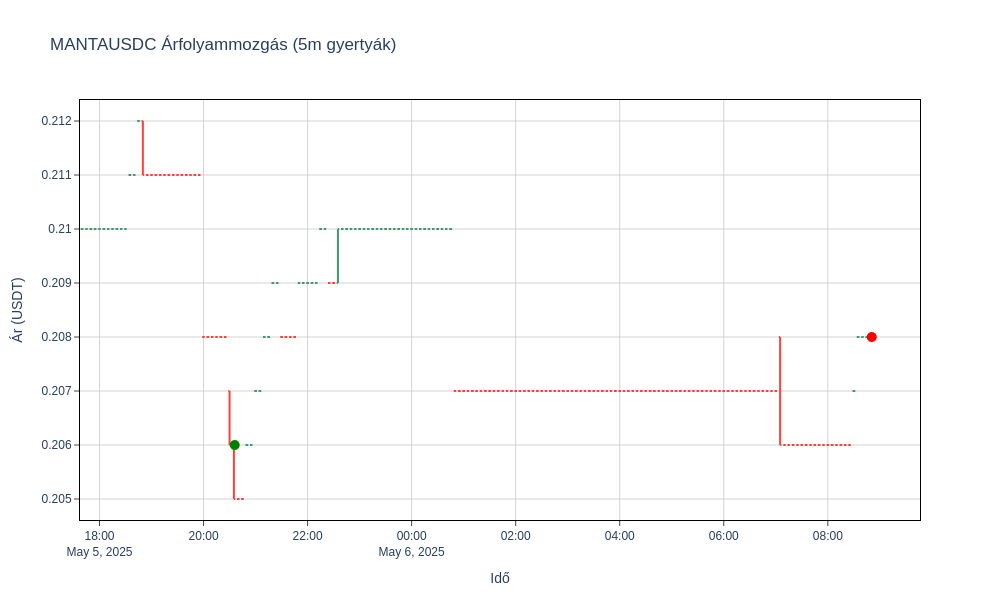 MANTAUSDC Árfolyammozgás (5m gyertyák)
0.212
0.211
0.21
0.209
0.208
0.207
0.206
0.205
Ár (USDT)
18:00 20:00 22:00 00:00 02:00 04:00 06:00 08:00
May 5, 2025 May 6, 2025
Idő